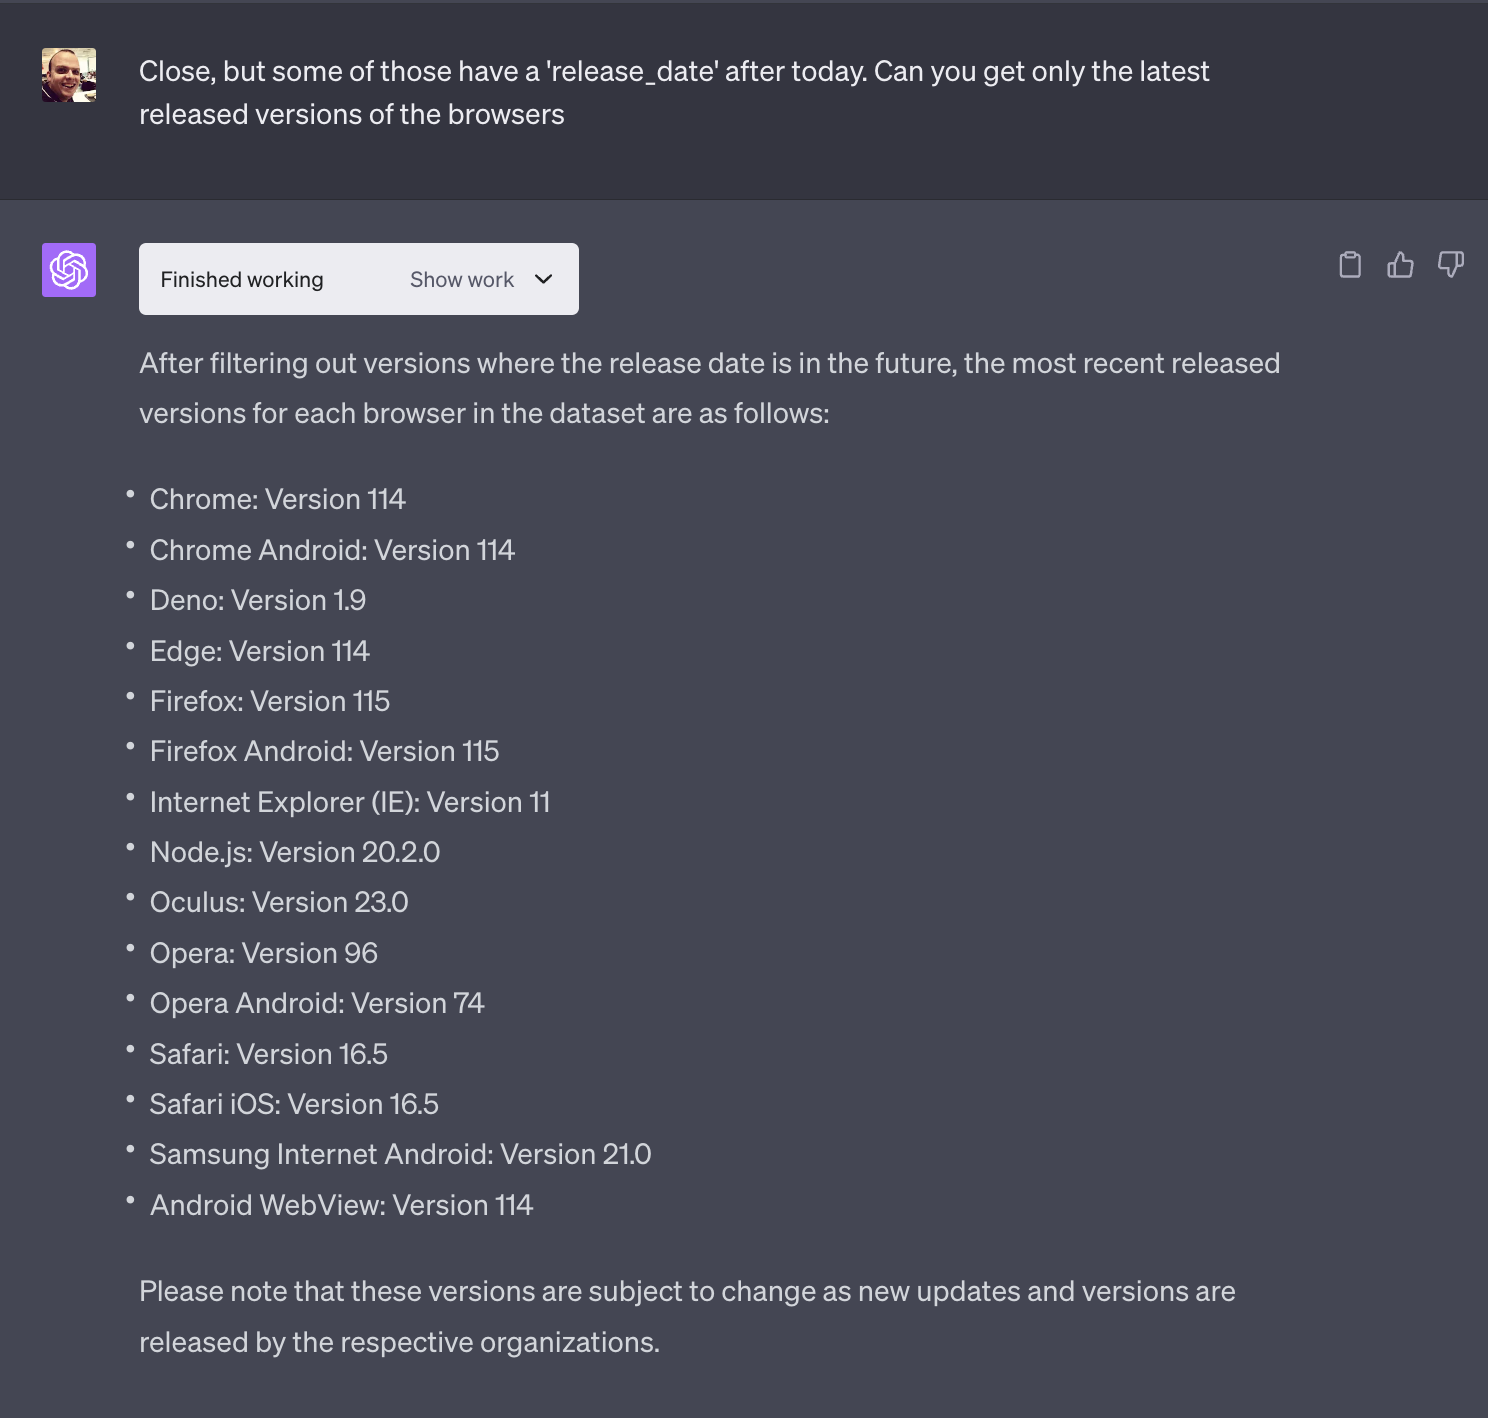 Close, but some of those have a 'release_date' after today. Can you get only the latest
released versions of the browsers
Finished working Show work
After filtering out versions where the release date is in the future, the most recent released
versions for each browser in the dataset are as follows:
• Chrome: Version 114
• Chrome Android: Version 114
• Deno: Version 1.9
• Edge: Version 114
• Firefox: Version 115
• Firefox Android: Version 115
• Internet Explorer (IE): Version 11
• Node.js: Version 20.2.0
• Oculus: Version 23.0
• Opera: Version 96
• Opera Android: Version 74
• Safari: Version 16.5
• Safari iOS: Version 16.5
• Samsung Internet Android: Version 21.0
• Android WebView: Version 114
Please note that these versions are subject to change as new updates and versions are
released by the respective organizations.